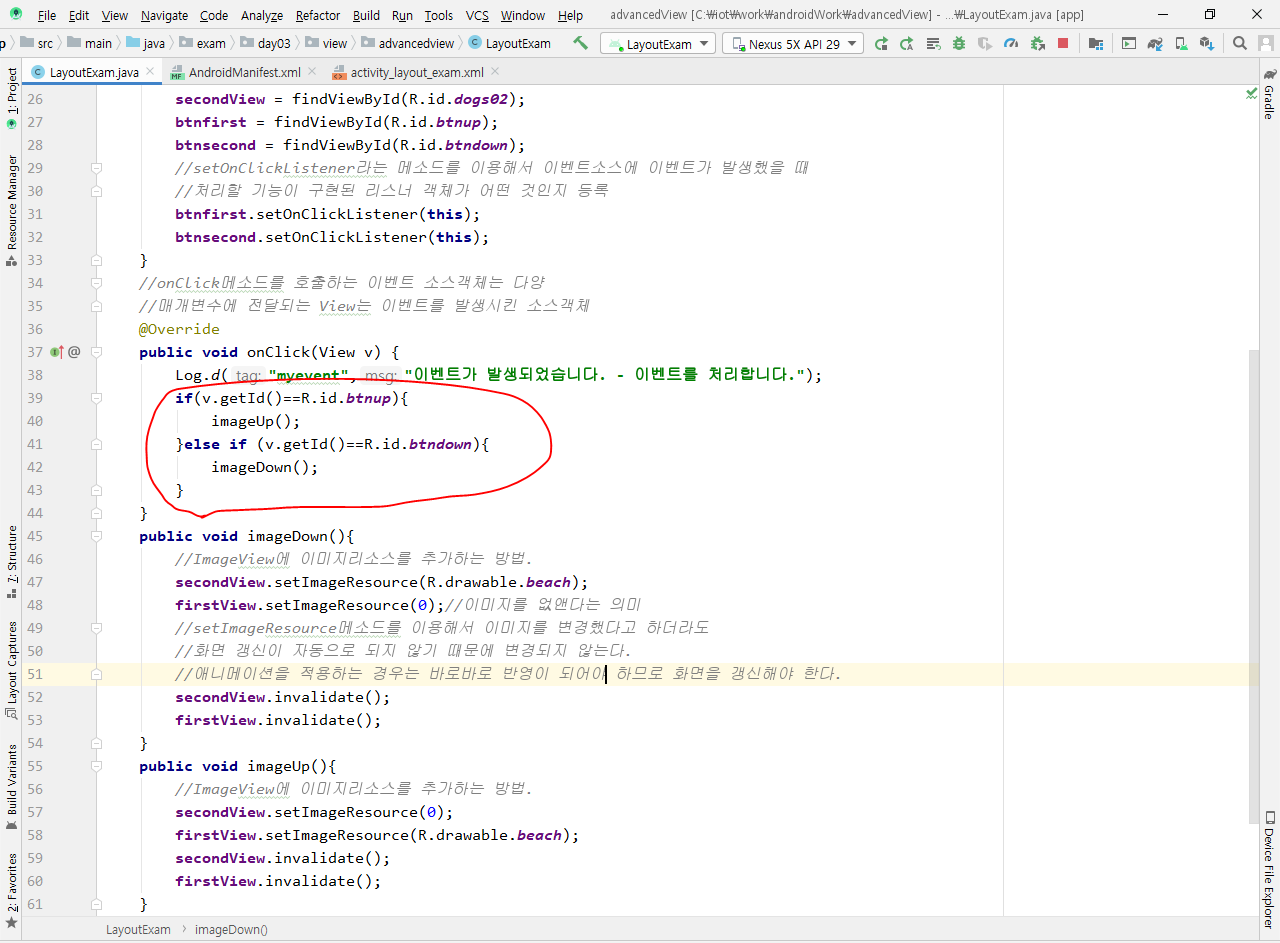 File Edit View Navigate Code Analyze Refactor Build Run Tools VCS Window Help advancedView [C:₩iot₩work₩androidWork₩advancedView] - ...₩LayoutExam.java [app]
p src main java exam day03 view advancedview LayoutExam LayoutExam Nexus 5X API 29
LayoutExam.java AndroidManifest.xml activity_layout_exam.xml
1: Project
Resource Manager
7: Structure
Layout Captures
Build Variants
2: Favorites
26 secondView = findViewById(R.id.dogs02);
27 btnfirst = findViewById(R.id.btnup);
28 btnsecond = findViewById(R.id.btndown);
29 //setOnClickListener라는 메소드를 이용해서 이벤트소스에 이벤트가 발생했을 때
30 //처리할 기능이 구현된 리스너 객체가 어떤 것인지 등록
31 btnfirst.setOnClickListener(this);
32 btnsecond.setOnClickListener(this);
33 }
34 //onClick메소드를 호출하는 이벤트 소스객체는 다양
35 //매개변수에 전달되는 View는 이벤트를 발생시킨 소스객체
36 @Override
37 @ public void onClick(View v) {
38 Log.d( tag: "myevent", msg: "이벤트가 발생되었습니다. - 이벤트를 처리합니다.");
39 if(v.getId()==R.id.btnup){
40 imageUp();
41 }else if (v.getId()==R.id.btndown){
42 imageDown();
43 }
44 }
45 public void imageDown(){
46 //ImageView에 이미지리소스를 추가하는 방법.
47 secondView.setImageResource(R.drawable.beach);
48 firstView.setImageResource(0);//이미지를 없앤다는 의미
49 //setImageResource메소드를 이용해서 이미지를 변경했다고 하더라도
50 //화면 갱신이 자동으로 되지 않기 때문에 변경되지 않는다.
51 //애니메이션을 적용하는 경우는 바로바로 반영이 되어야 하므로 화면을 갱신해야 한다.
52 secondView.invalidate();
53 firstView.invalidate();
54 }
55 public void imageUp(){
56 //ImageView에 이미지리소스를 추가하는 방법.
57 secondView.setImageResource(0);
58 firstView.setImageResource(R.drawable.beach);
59 secondView.invalidate();
60 firstView.invalidate();
61 }
Gradle
Device File Explorer
LayoutExam imageDown()